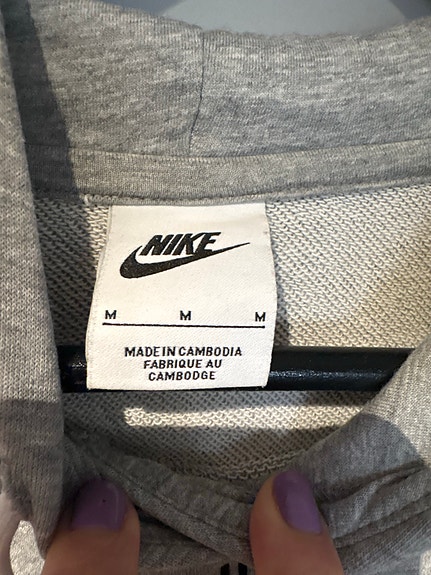 NIKE
M M M
MADE IN CAMBODIA
FABRIQUE AU
CAMBODGE